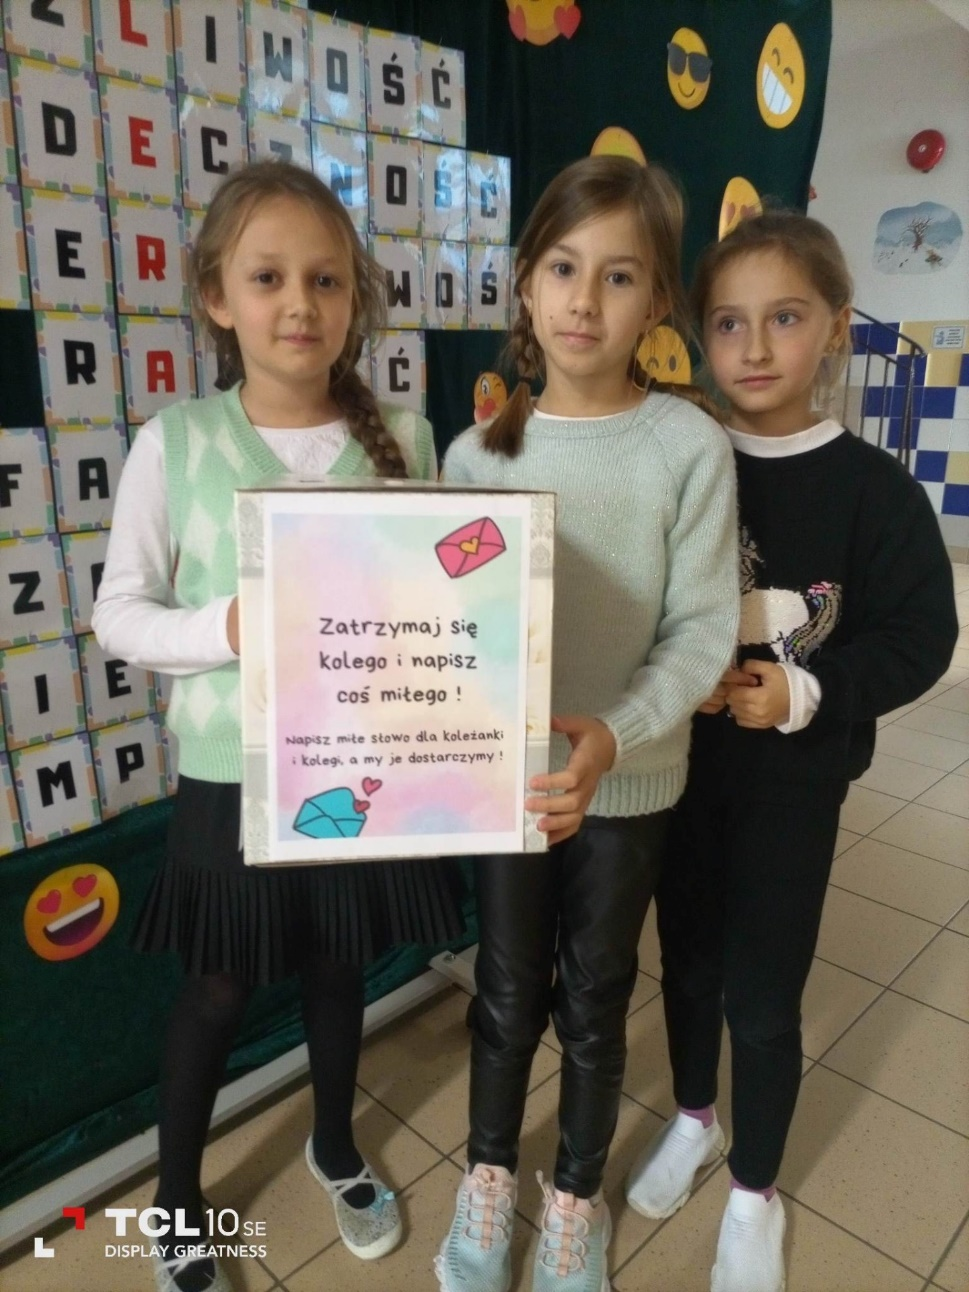 Z L I W O Ś Ć
D E C Z N O Ś Ć
E R W O Ś
R A Ć
F A
Z
I E
M P
Zatrzymaj się
kolego i napisz
coś miłego !
Napisz miłe słowo dla koleżanki
i kolegi, a my je dostarczymy !
TCL 10 SE
DISPLAY GREATNESS